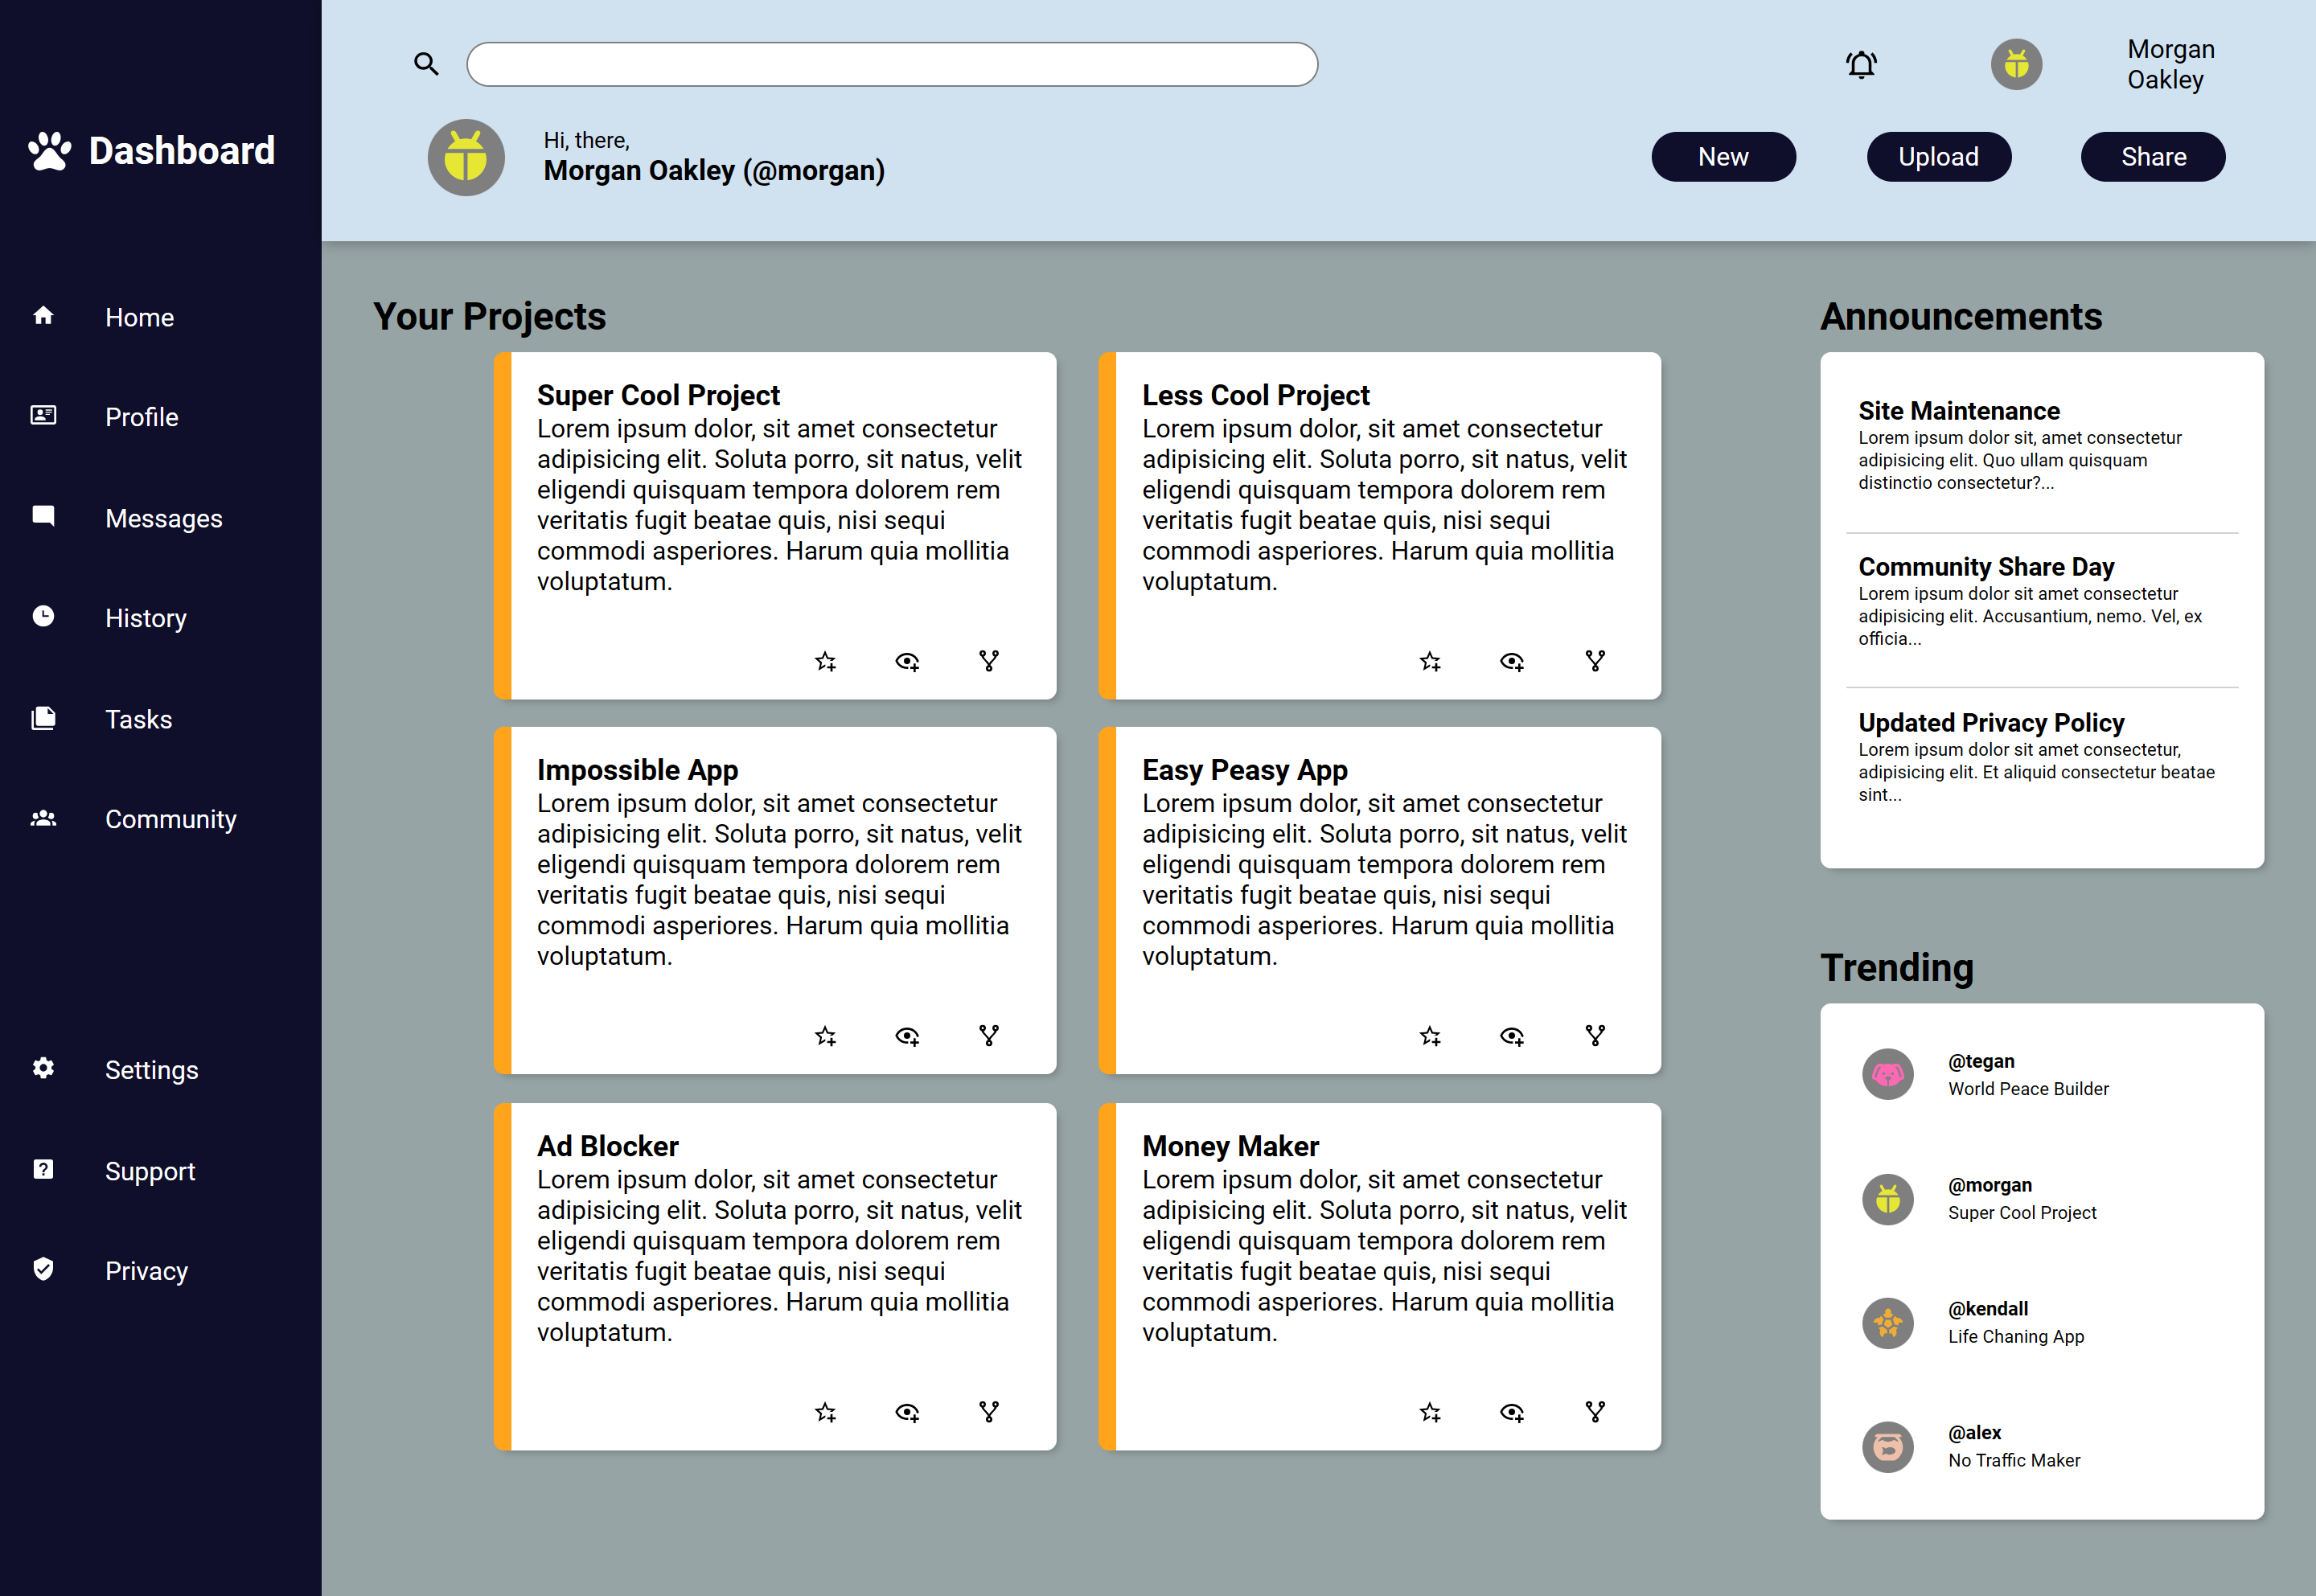 Dashboard
Home
Profile
Messages
History
Tasks
Community
Settings
Support
Privacy
Morgan
Oakley
Hi, there,
Morgan Oakley (@morgan)
New
Upload
Share
Your Projects
Super Cool Project
Lorem ipsum dolor, sit amet consectetur
adipisicing elit. Soluta porro, sit natus, velit
eligendi quisquam tempora dolorem rem
veritatis fugit beatae quis, nisi sequi
commodi asperiores. Harum quia mollitia
voluptatum.
Less Cool Project
Lorem ipsum dolor, sit amet consectetur
adipisicing elit. Soluta porro, sit natus, velit
eligendi quisquam tempora dolorem rem
veritatis fugit beatae quis, nisi sequi
commodi asperiores. Harum quia mollitia
voluptatum.
Impossible App
Lorem ipsum dolor, sit amet consectetur
adipisicing elit. Soluta porro, sit natus, velit
eligendi quisquam tempora dolorem rem
veritatis fugit beatae quis, nisi sequi
commodi asperiores. Harum quia mollitia
voluptatum.
Easy Peasy App
Lorem ipsum dolor, sit amet consectetur
adipisicing elit. Soluta porro, sit natus, velit
eligendi quisquam tempora dolorem rem
veritatis fugit beatae quis, nisi sequi
commodi asperiores. Harum quia mollitia
voluptatum.
Ad Blocker
Lorem ipsum dolor, sit amet consectetur
adipisicing elit. Soluta porro, sit natus, velit
eligendi quisquam tempora dolorem rem
veritatis fugit beatae quis, nisi sequi
commodi asperiores. Harum quia mollitia
voluptatum.
Money Maker
Lorem ipsum dolor, sit amet consectetur
adipisicing elit. Soluta porro, sit natus, velit
eligendi quisquam tempora dolorem rem
veritatis fugit beatae quis, nisi sequi
commodi asperiores. Harum quia mollitia
voluptatum.
Announcements
Site Maintenance
Lorem ipsum dolor sit, amet consectetur
adipisicing elit. Quo ullam quisquam
distinctio consectetur?...
Community Share Day
Lorem ipsum dolor sit amet consectetur
adipisicing elit. Accusantium, nemo. Vel, ex
officia...
Updated Privacy Policy
Lorem ipsum dolor sit amet consectetur,
adipisicing elit. Et aliquid consectetur beatae
sint...
Trending
@tegan
World Peace Builder
@morgan
Super Cool Project
@kendall
Life Chaning App
@alex
No Traffic Maker